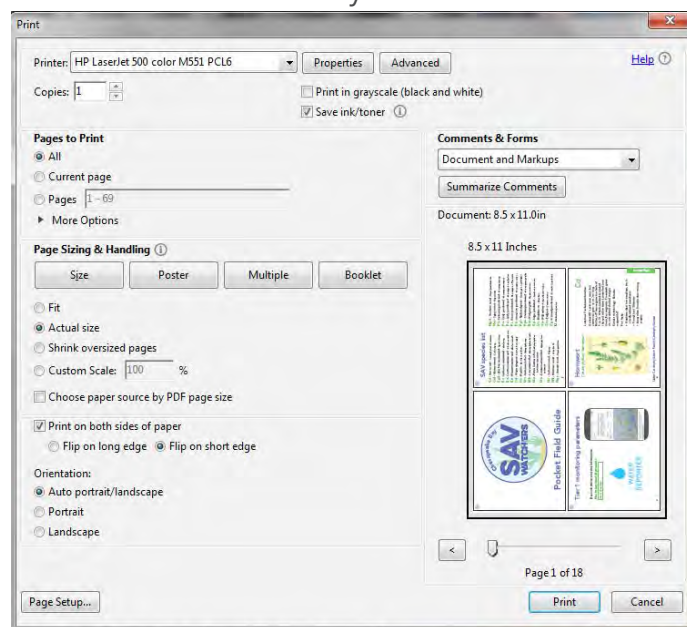 Print
Printer: HP LaserJet 500 color M551 PCL6 Properties Advanced Help
Copies: 1 Print in grayscale (black and white)
Save ink/toner
Pages to Print
All
Current page
Pages 1 - 69
More Options
Comments & Forms
Document and Markups
Summarize Comments
Document: 8.5 x 11.0in
8.5 x 11 Inches
Page Sizing & Handling
Size Poster Multiple Booklet
Fit
Actual size
Shrink oversized pages
Custom Scale: 100 %
Choose paper source by PDF page size
Print on both sides of paper
Flip on long edge Flip on short edge
Orientation:
Auto portrait/landscape
Portrait
Landscape
SAV species list
Hornwort
Chesapeake Bay
SAV
WATCHERS
Pocket Field Guide
Tier 1 monitoring parameters
WATER
REPORTER
< >
Page 1 of 18
Page Setup... Print Cancel